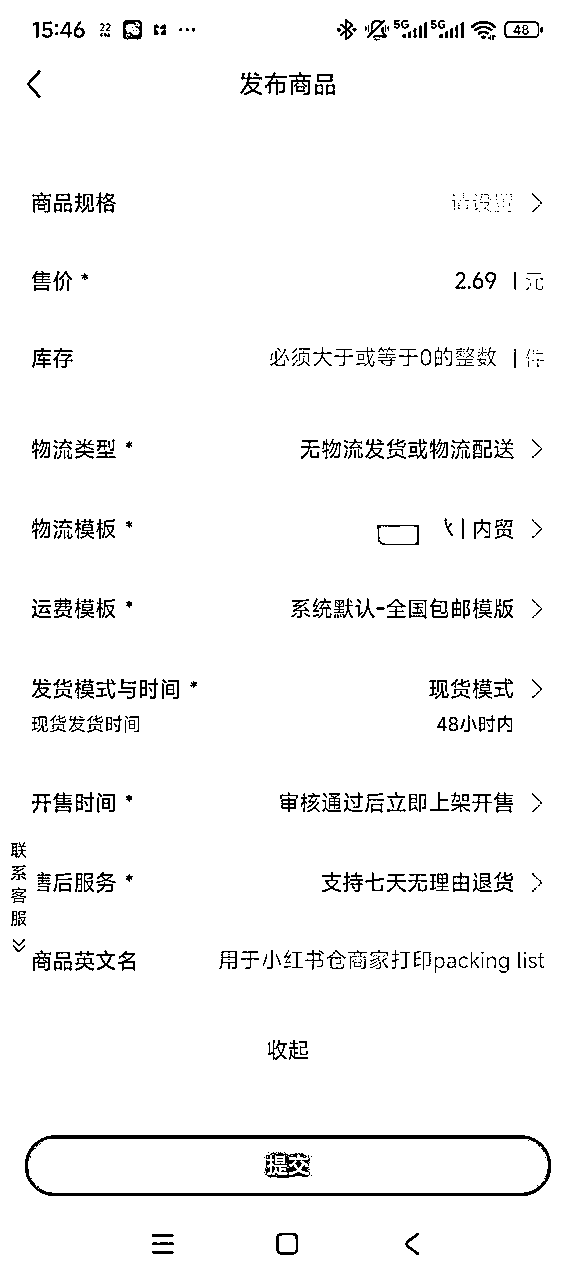 15:46 5G 5G 48
发布商品
商品规格 请设置
售价 * 2.69 | 元
库存 必须大于或等于0的整数 | 件
物流类型 * 无物流发货或物流配送
物流模板 * | 内贸
运费模板 * 系统默认-全国包邮模版
发货模式与时间 * 现货模式
现货发货时间 48小时内
开售时间 * 审核通过后立即上架开售
联系客服
售后服务 * 支持七天无理由退货
商品英文名 用于小红书仓商家打印packing list
收起
提交